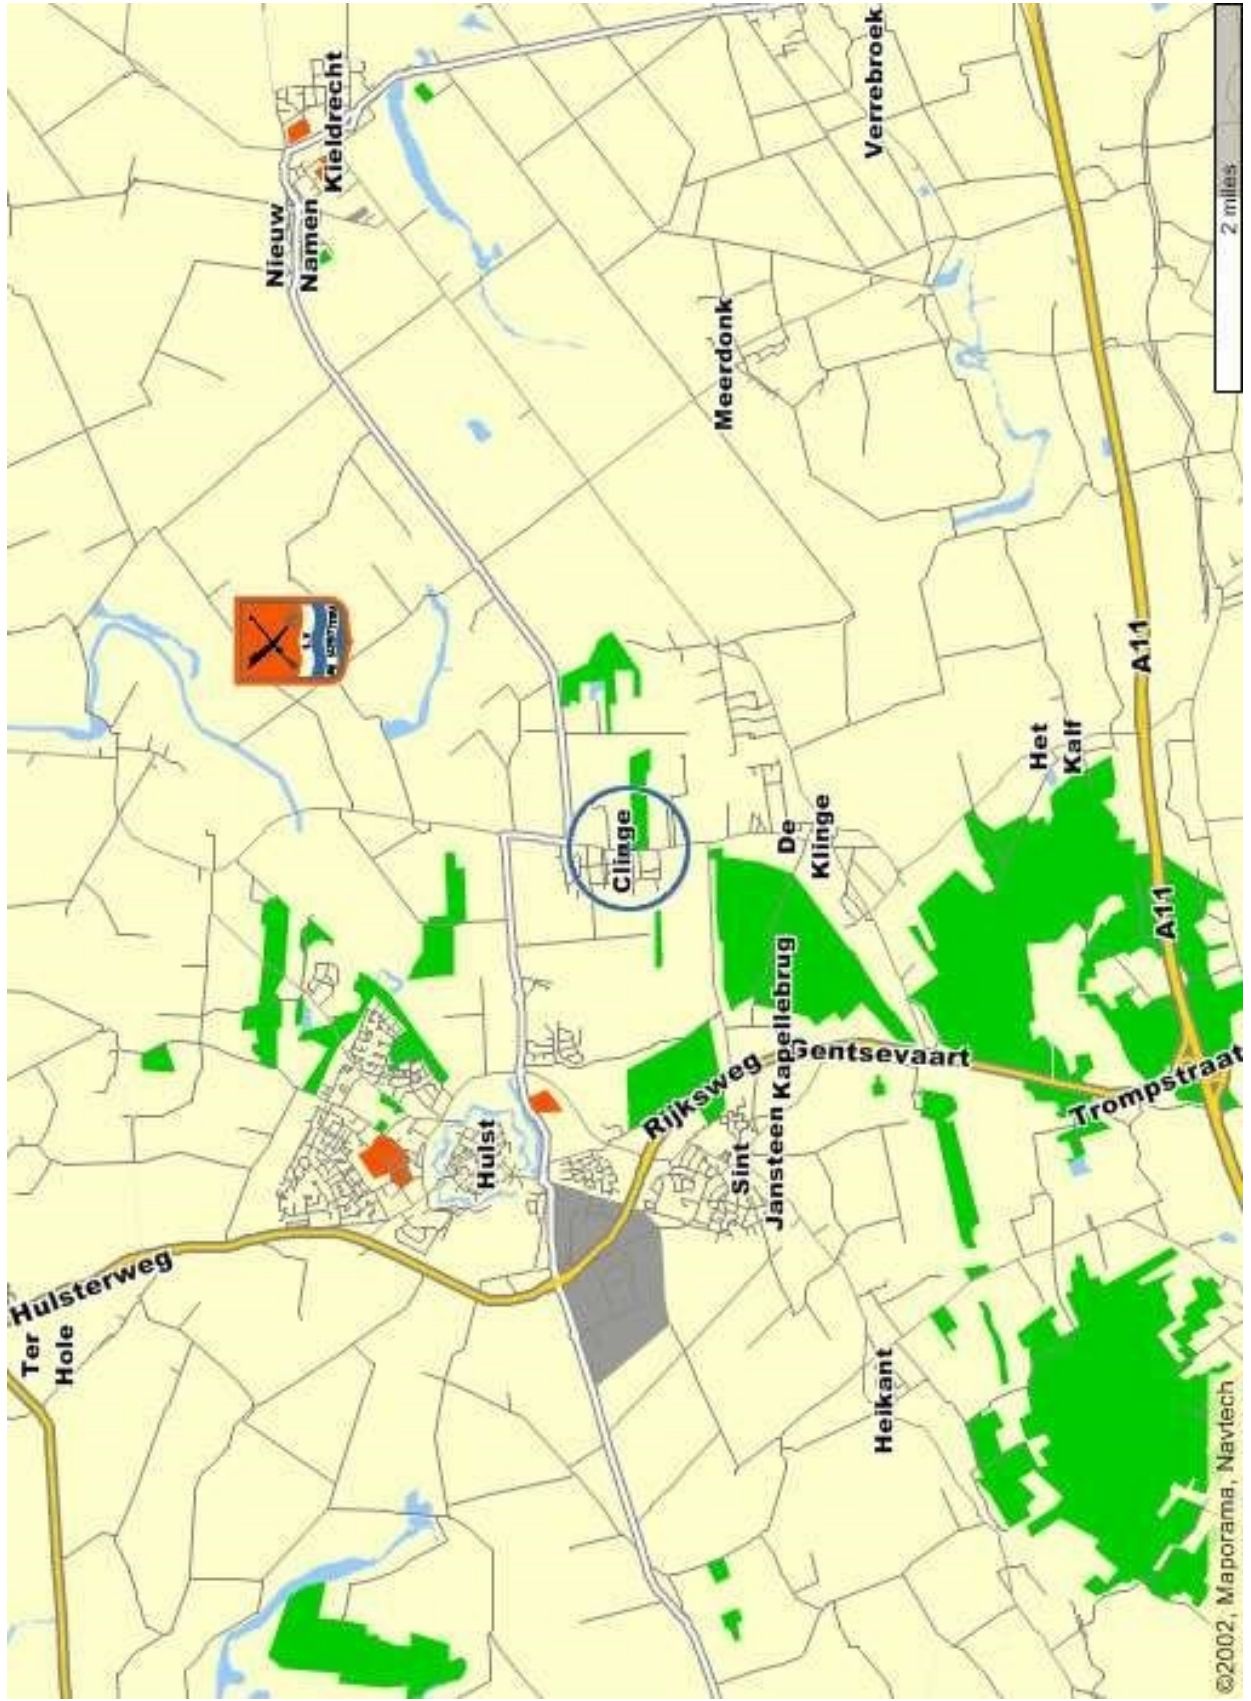 Ter
Hole
Hulsterweg
Hulst
Nieuw
Namen
Kieldrecht
Clinge
Rijksweg
Sint
Jansteen
Kapellebrug
De
Klinge
Meerdonk
Verrebroek
Heikant
Gentsevaart
Het
Kalf
Trompstraat
A11
A11
©2002, Maporama, Navtech
2 miles